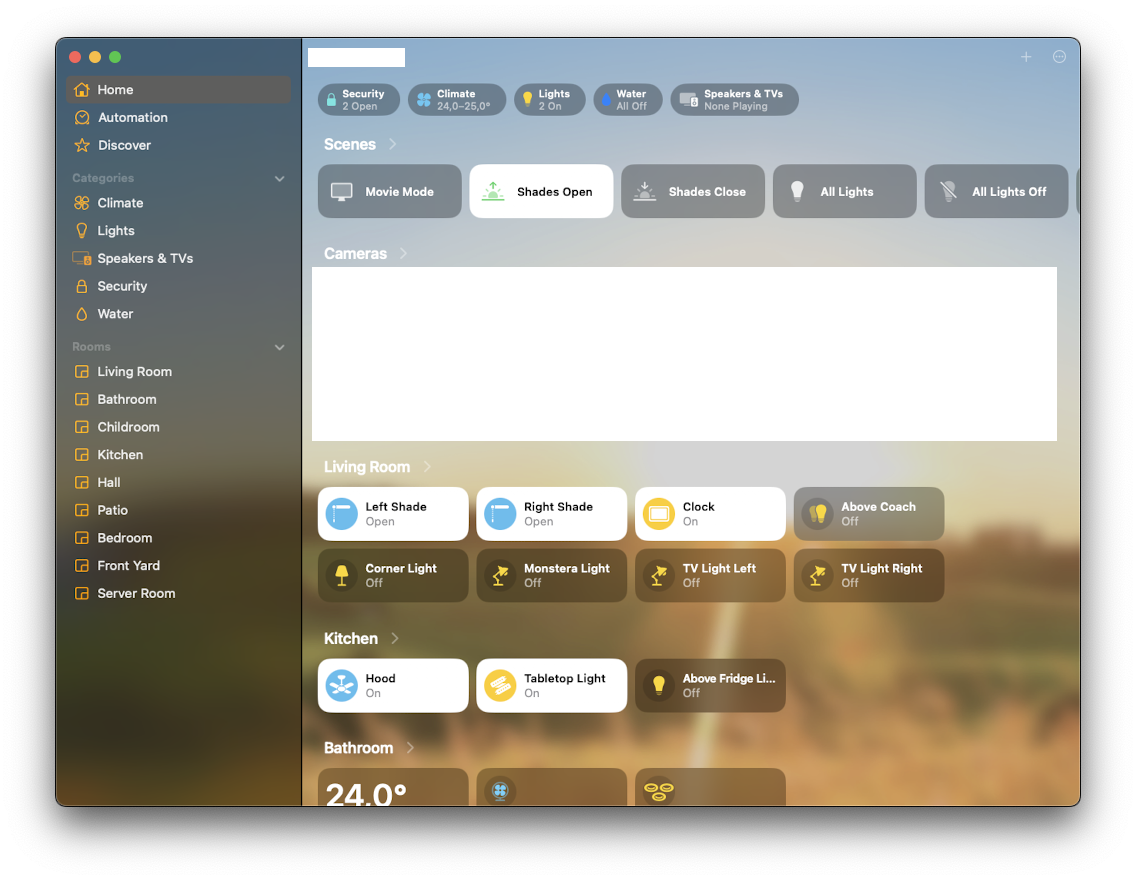 Home
Automation
Discover
Categories
Climate
Lights
Speakers & TVs
Security
Water
Rooms
Living Room
Bathroom
Childroom
Kitchen
Hall
Patio
Bedroom
Front Yard
Server Room
Security
2 Open
Climate
24,0–25,0°
Lights
2 On
Water
All Off
Speakers & TVs
None Playing
Scenes
Movie Mode
Shades Open
Shades Close
All Lights
All Lights Off
Cameras
Living Room
Left Shade
Open
Right Shade
Open
Clock
On
Above Coach
Off
Corner Light
Off
Monstera Light
Off
TV Light Left
Off
TV Light Right
Off
Kitchen
Hood
On
Tabletop Light
On
Above Fridge Li...
Off
Bathroom
24,0°